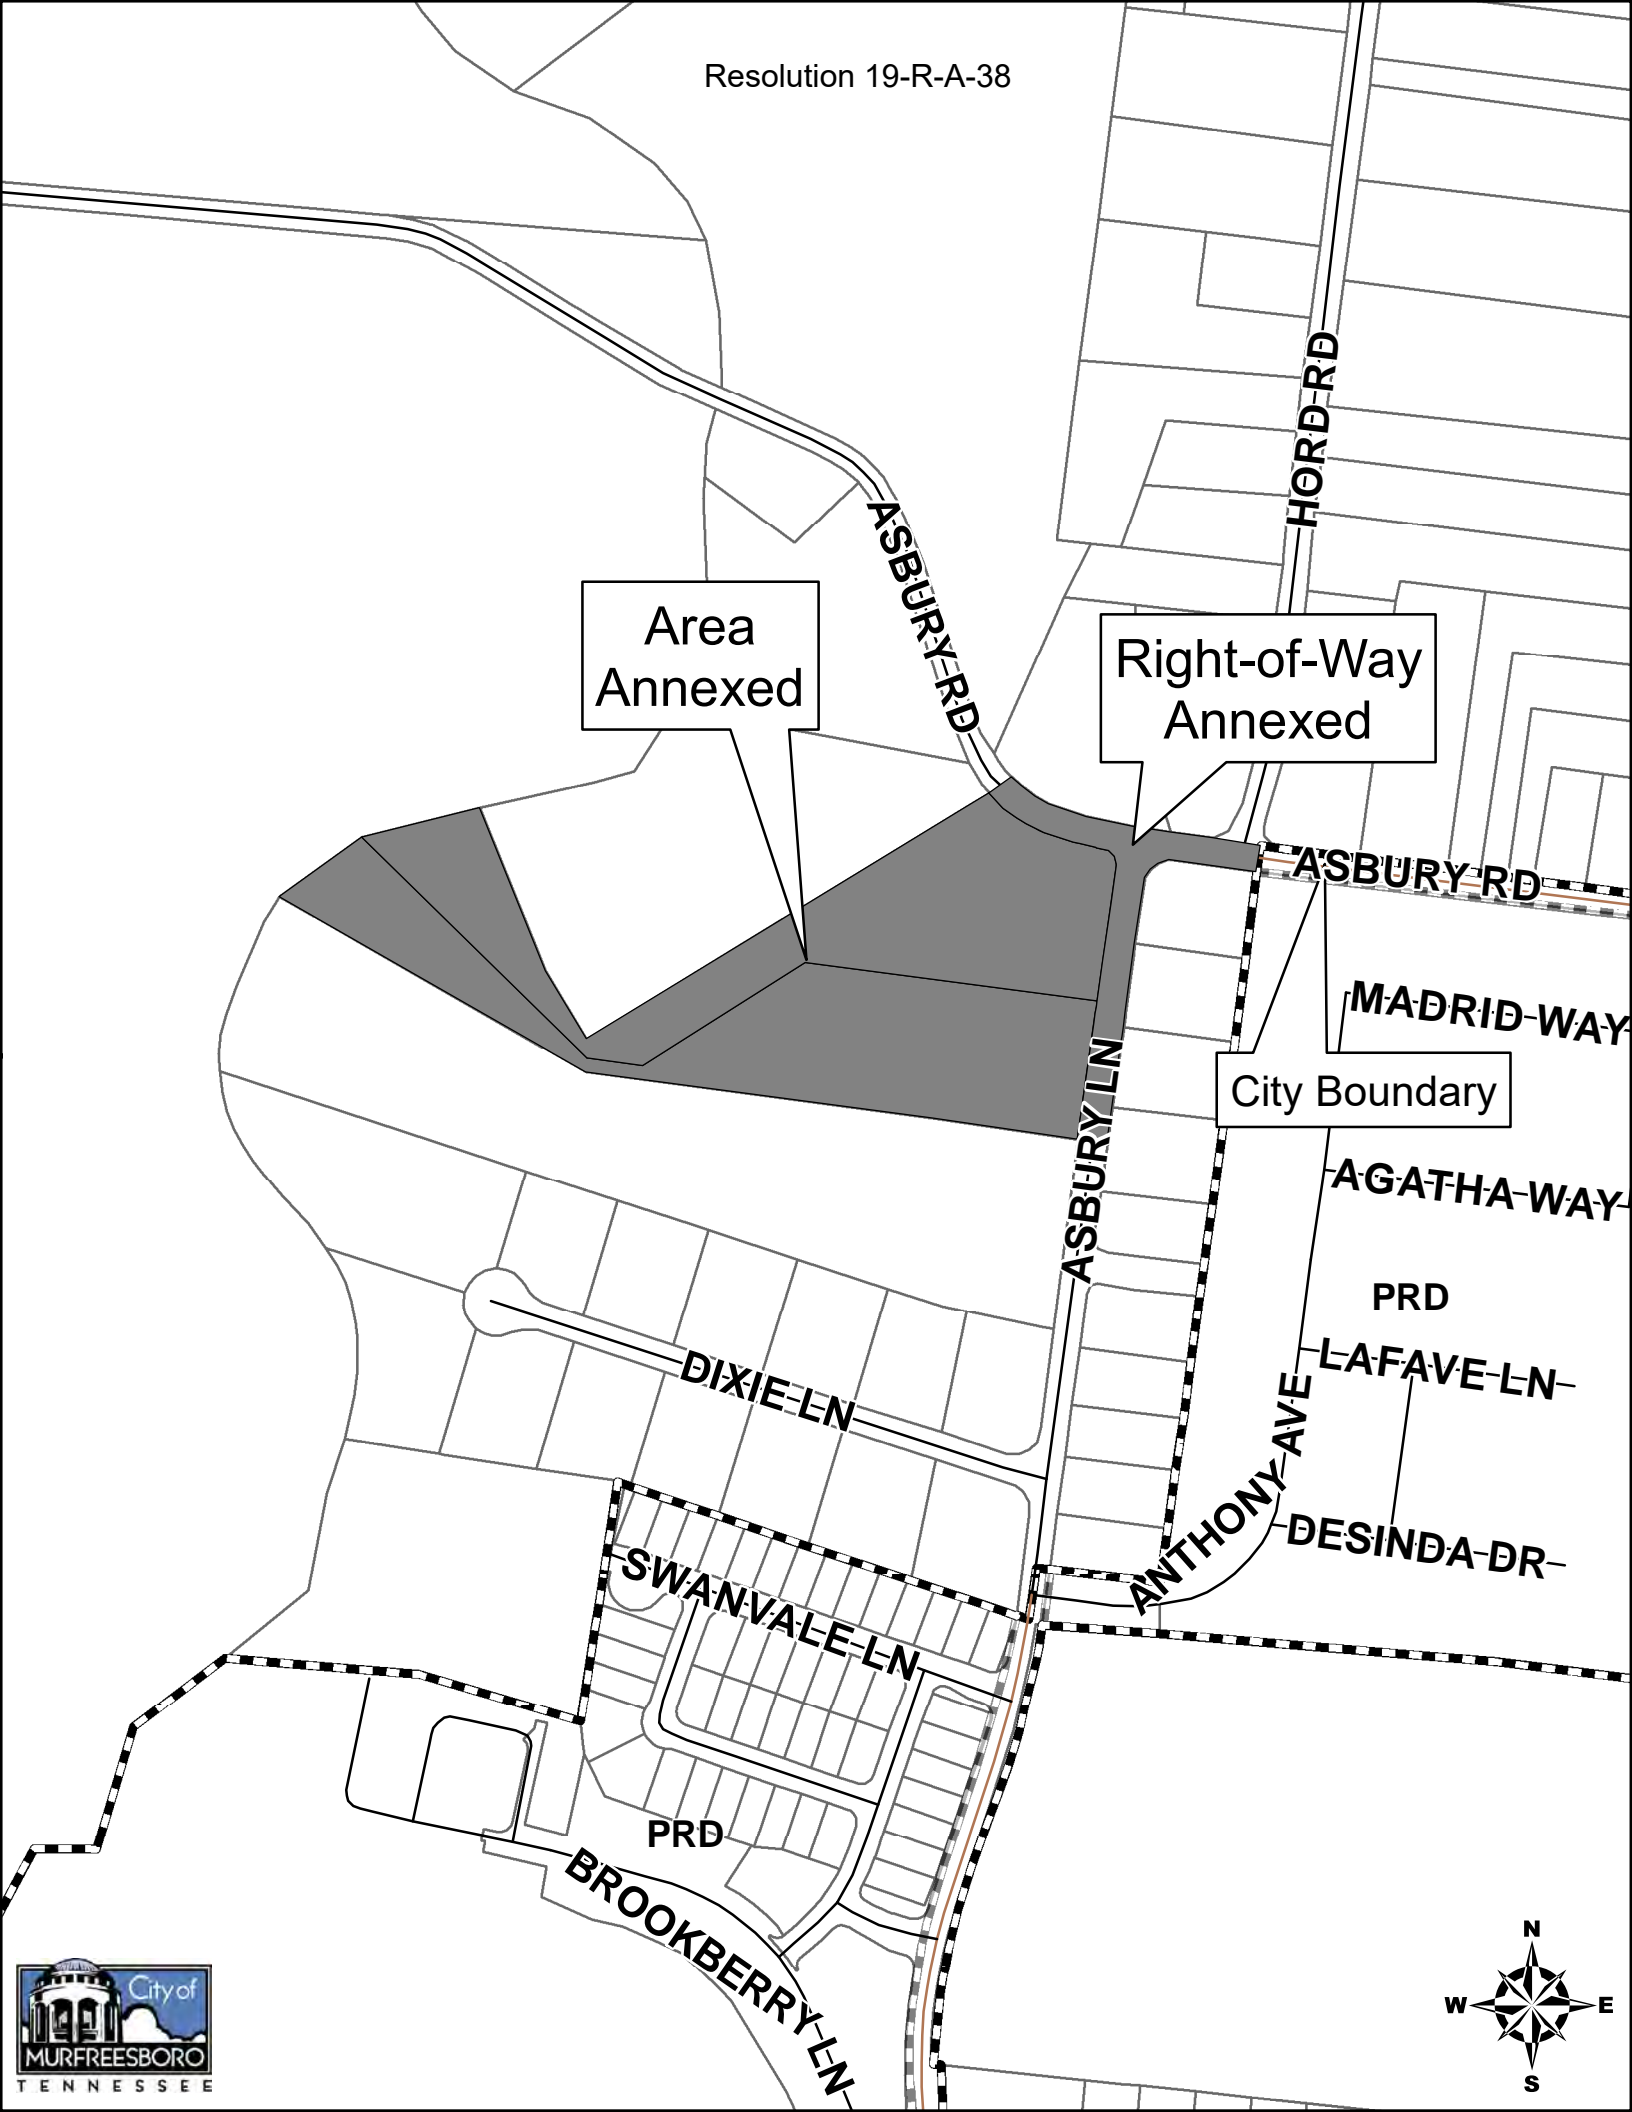 Resolution 19-R-A-38
HORD RD
ASBURY RD
Area
Annexed
Right-of-Way
Annexed
ASBURY RD
MADRID WAY
City Boundary
ASBURY LN
AGATHA WAY
PRD
LAFAVE LN
DIXIE LN
ANTHONY AVE
DESINDA DR
SWANVALE LN
PRD
BROOKBERRY LN
N
W
E
S
City of
MURFREESBORO
TENNESSEE